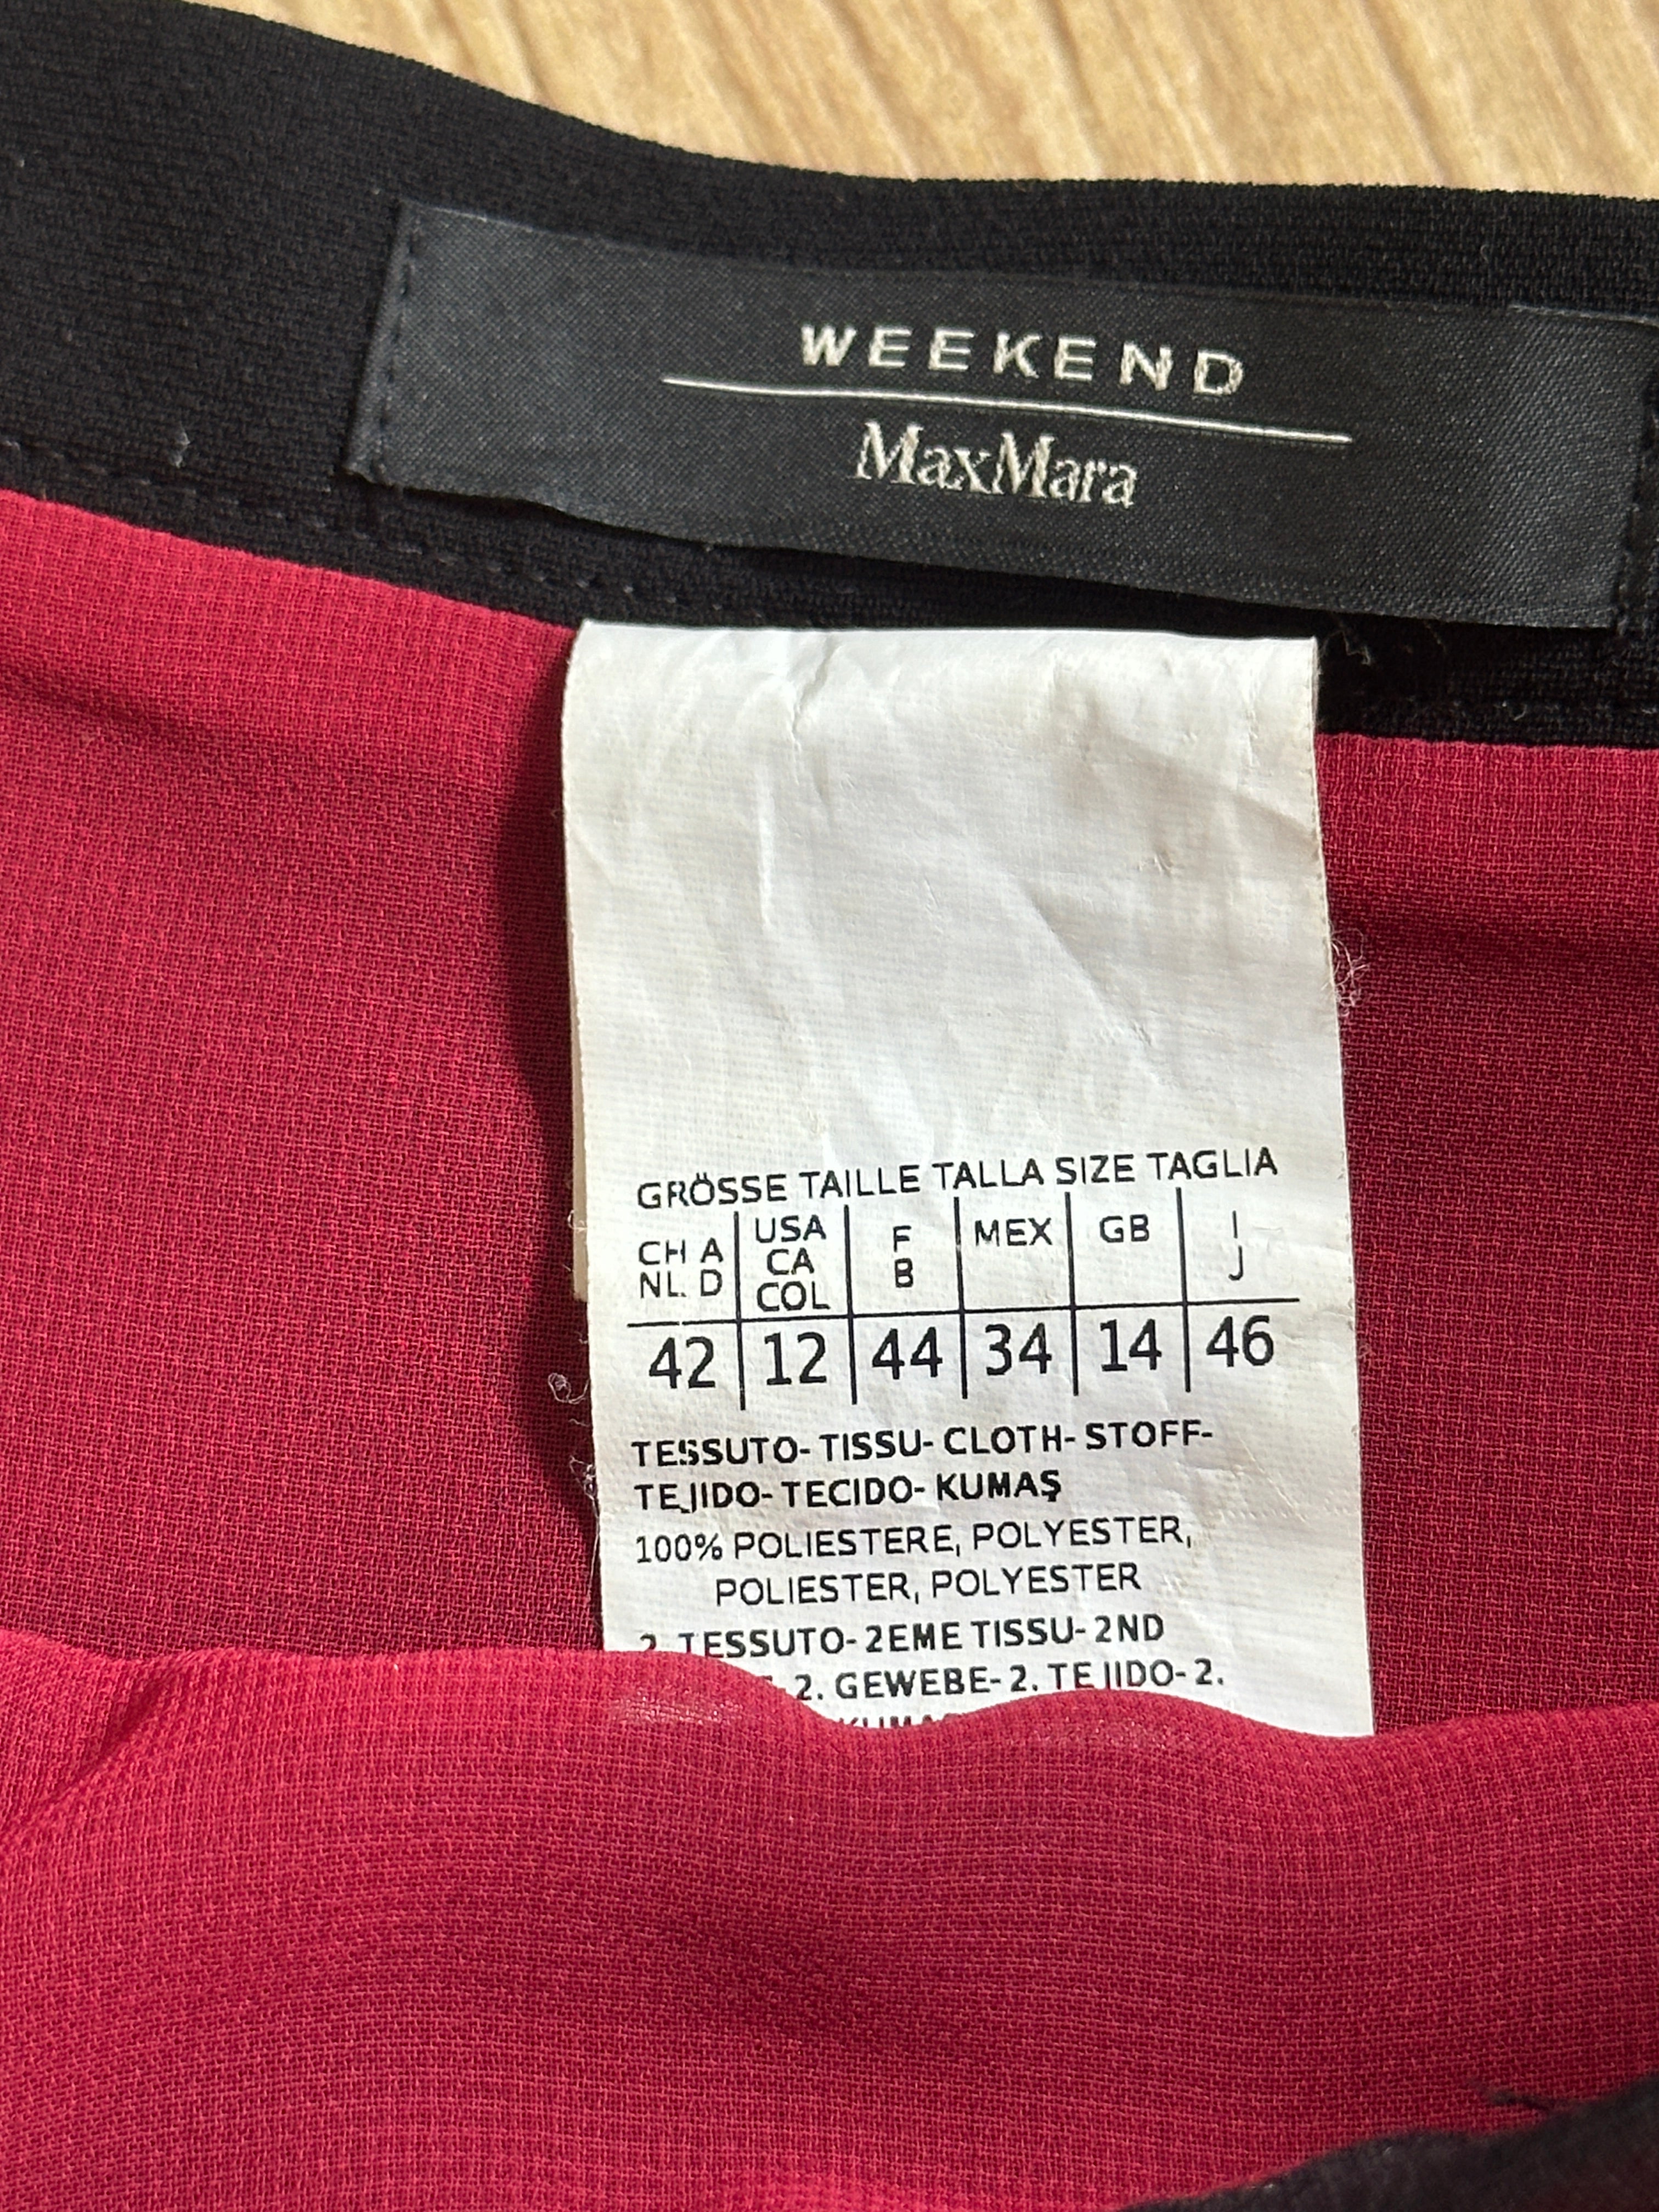 WEEKEND
MaxMara
GRÖSSE TAILLE TALLA SIZE TAGLIA
CH A NL. D | USA CA COL | F B | MEX | GB | I J
42 | 12 | 44 | 34 | 14 | 46
TESSUTO- TISSU- CLOTH- STOFF-
TEJIDO- TECIDO- KUMAŞ
100% POLIESTERE, POLYESTER,
POLIESTER, POLYESTER
2. TESSUTO- 2EME TISSU- 2ND
2. GEWEBE- 2. TEJIDO- 2.